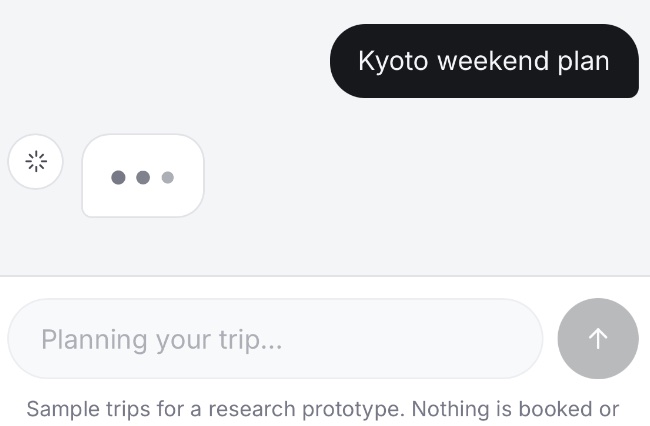 Kyoto weekend plan
Planning your trip...
Sample trips for a research prototype. Nothing is booked or